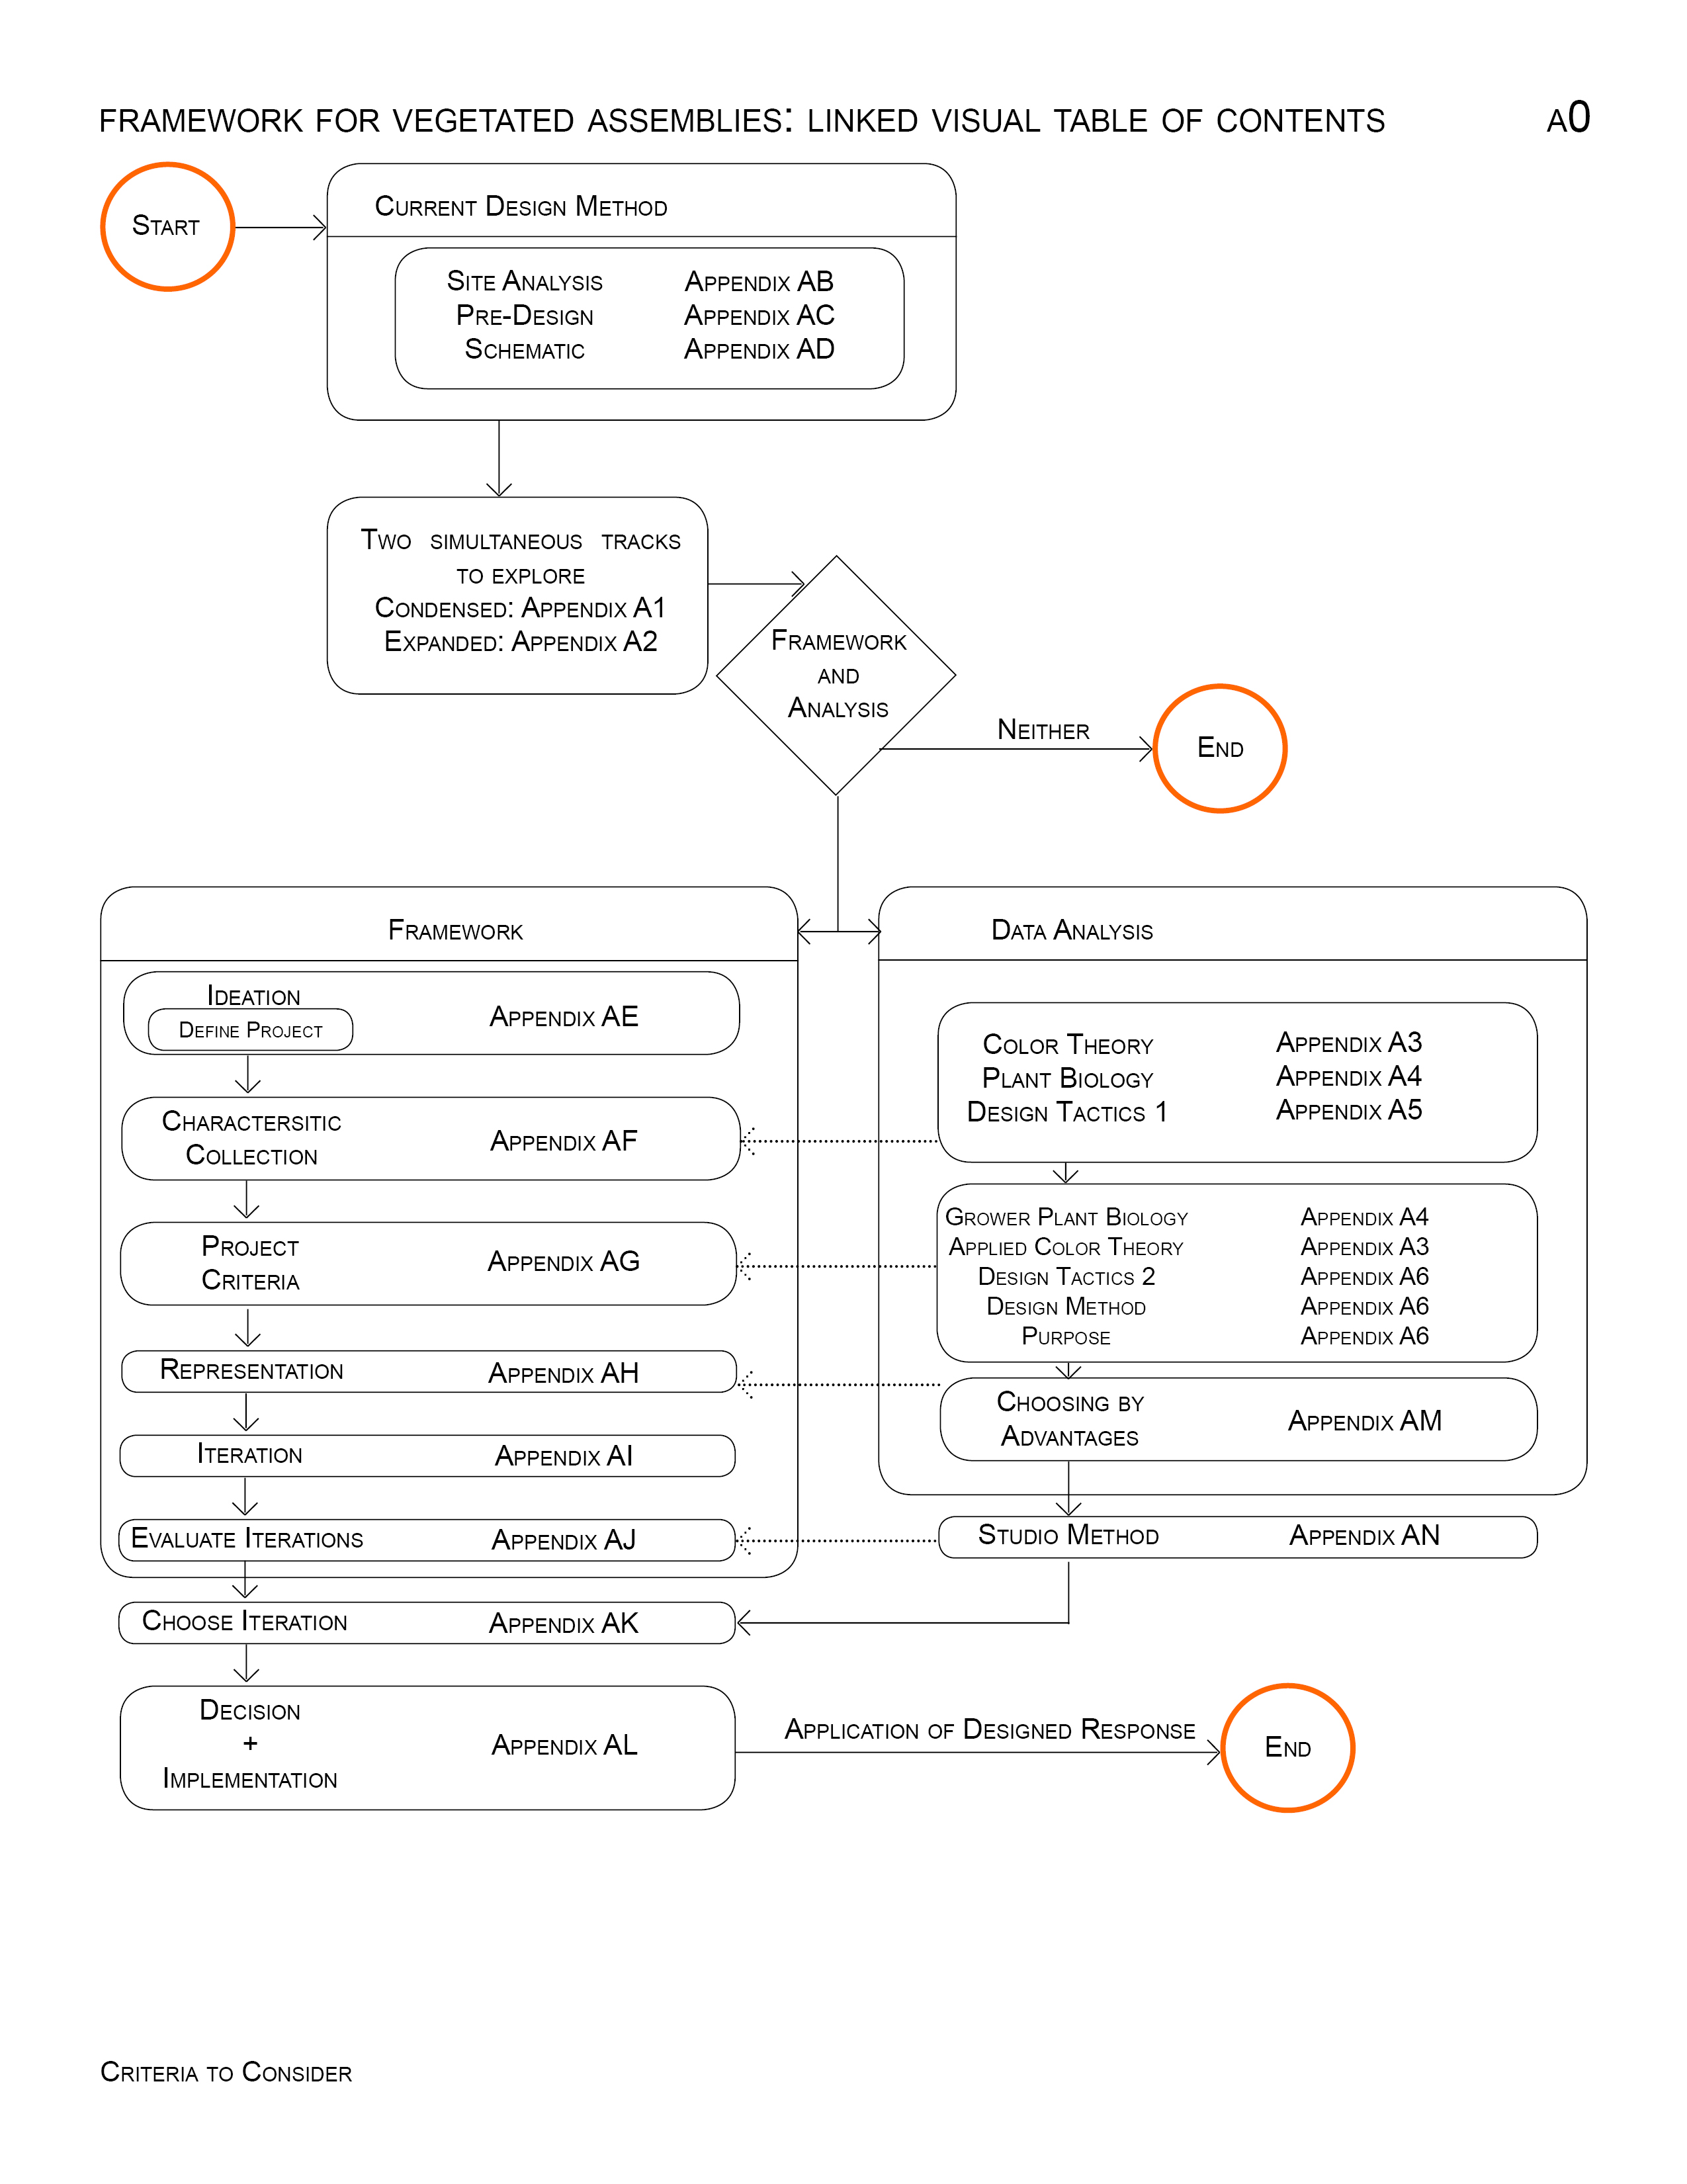 FRAMEWORK FOR VEGETATED ASSEMBLIES: LINKED VISUAL TABLE OF CONTENTS A0
START
CURRENT DESIGN METHOD
SITE ANALYSIS APPENDIX AB
PRE-DESIGN APPENDIX AC
SCHEMATIC APPENDIX AD
TWO SIMULTANEOUS TRACKS
TO EXPLORE
CONDENSED: APPENDIX A1
EXPANDED: APPENDIX A2
FRAMEWORK
AND
ANALYSIS
NEITHER
END
FRAMEWORK
IDEATION
DEFINE PROJECT
APPENDIX AE
CHARACTERSITIC
COLLECTION
APPENDIX AF
PROJECT
CRITERIA
APPENDIX AG
REPRESENTATION APPENDIX AH
ITERATION APPENDIX AI
EVALUATE ITERATIONS APPENDIX AJ
CHOOSE ITERATION APPENDIX AK
DECISION
+
IMPLEMENTATION
APPENDIX AL
DATA ANALYSIS
COLOR THEORY APPENDIX A3
PLANT BIOLOGY APPENDIX A4
DESIGN TACTICS 1 APPENDIX A5
GROWER PLANT BIOLOGY APPENDIX A4
APPLIED COLOR THEORY APPENDIX A3
DESIGN TACTICS 2 APPENDIX A6
DESIGN METHOD APPENDIX A6
PURPOSE APPENDIX A6
CHOOSING BY
ADVANTAGES
APPENDIX AM
STUDIO METHOD APPENDIX AN
APPLICATION OF DESIGNED RESPONSE
END
CRITERIA TO CONSIDER